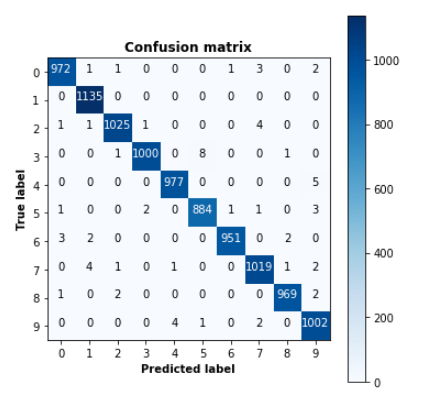 Confusion matrix
0 972 1 1 0 0 0 1 3 0 2
1 0 1135 0 0 0 0 0 0 0 0
2 1 1 1025 1 0 0 0 4 0 0
3 0 0 1 1000 0 8 0 0 1 0
4 0 0 0 0 977 0 0 0 0 5
5 1 0 0 2 0 884 1 1 0 3
6 3 2 0 0 0 0 951 0 2 0
7 0 4 1 0 1 0 0 1019 1 2
8 1 0 2 0 0 0 0 0 969 2
9 0 0 0 0 4 1 0 2 0 1002
0 1 2 3 4 5 6 7 8 9
True label
Predicted label
1000
800
600
400
200
0